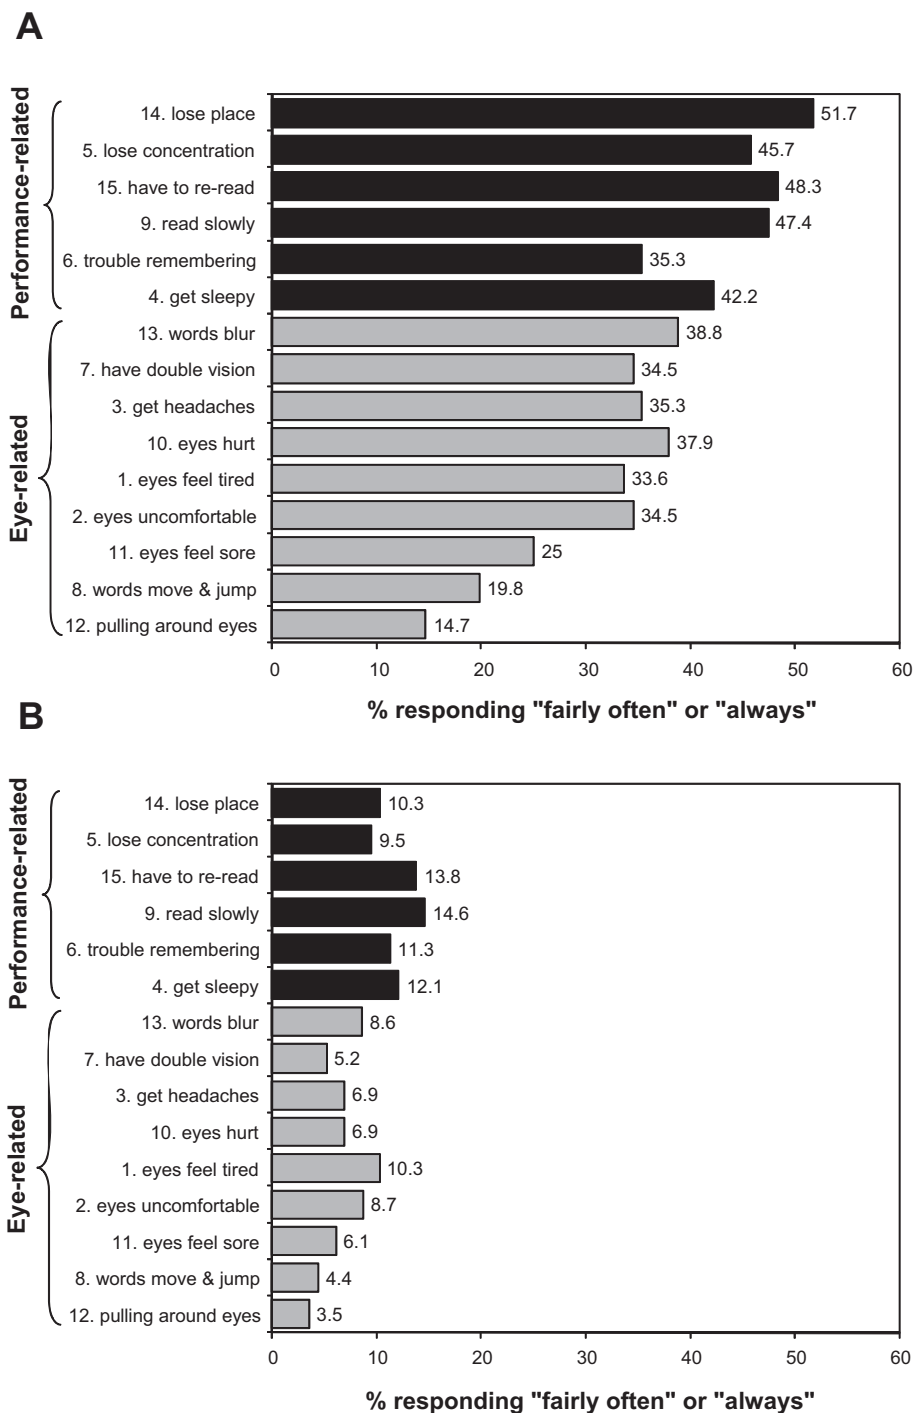 A
Performance-related
14. lose place 51.7
5. lose concentration 45.7
15. have to re-read 48.3
9. read slowly 47.4
6. trouble remembering 35.3
4. get sleepy 42.2
Eye-related
13. words blur 38.8
7. have double vision 34.5
3. get headaches 35.3
10. eyes hurt 37.9
1. eyes feel tired 33.6
2. eyes uncomfortable 34.5
11. eyes feel sore 25
8. words move & jump 19.8
12. pulling around eyes 14.7
0 10 20 30 40 50 60
% responding "fairly often" or "always"
B
Performance-related
14. lose place 10.3
5. lose concentration 9.5
15. have to re-read 13.8
9. read slowly 14.6
6. trouble remembering 11.3
4. get sleepy 12.1
Eye-related
13. words blur 8.6
7. have double vision 5.2
3. get headaches 6.9
10. eyes hurt 6.9
1. eyes feel tired 10.3
2. eyes uncomfortable 8.7
11. eyes feel sore 6.1
8. words move & jump 4.4
12. pulling around eyes 3.5
0 10 20 30 40 50 60
% responding "fairly often" or "always"